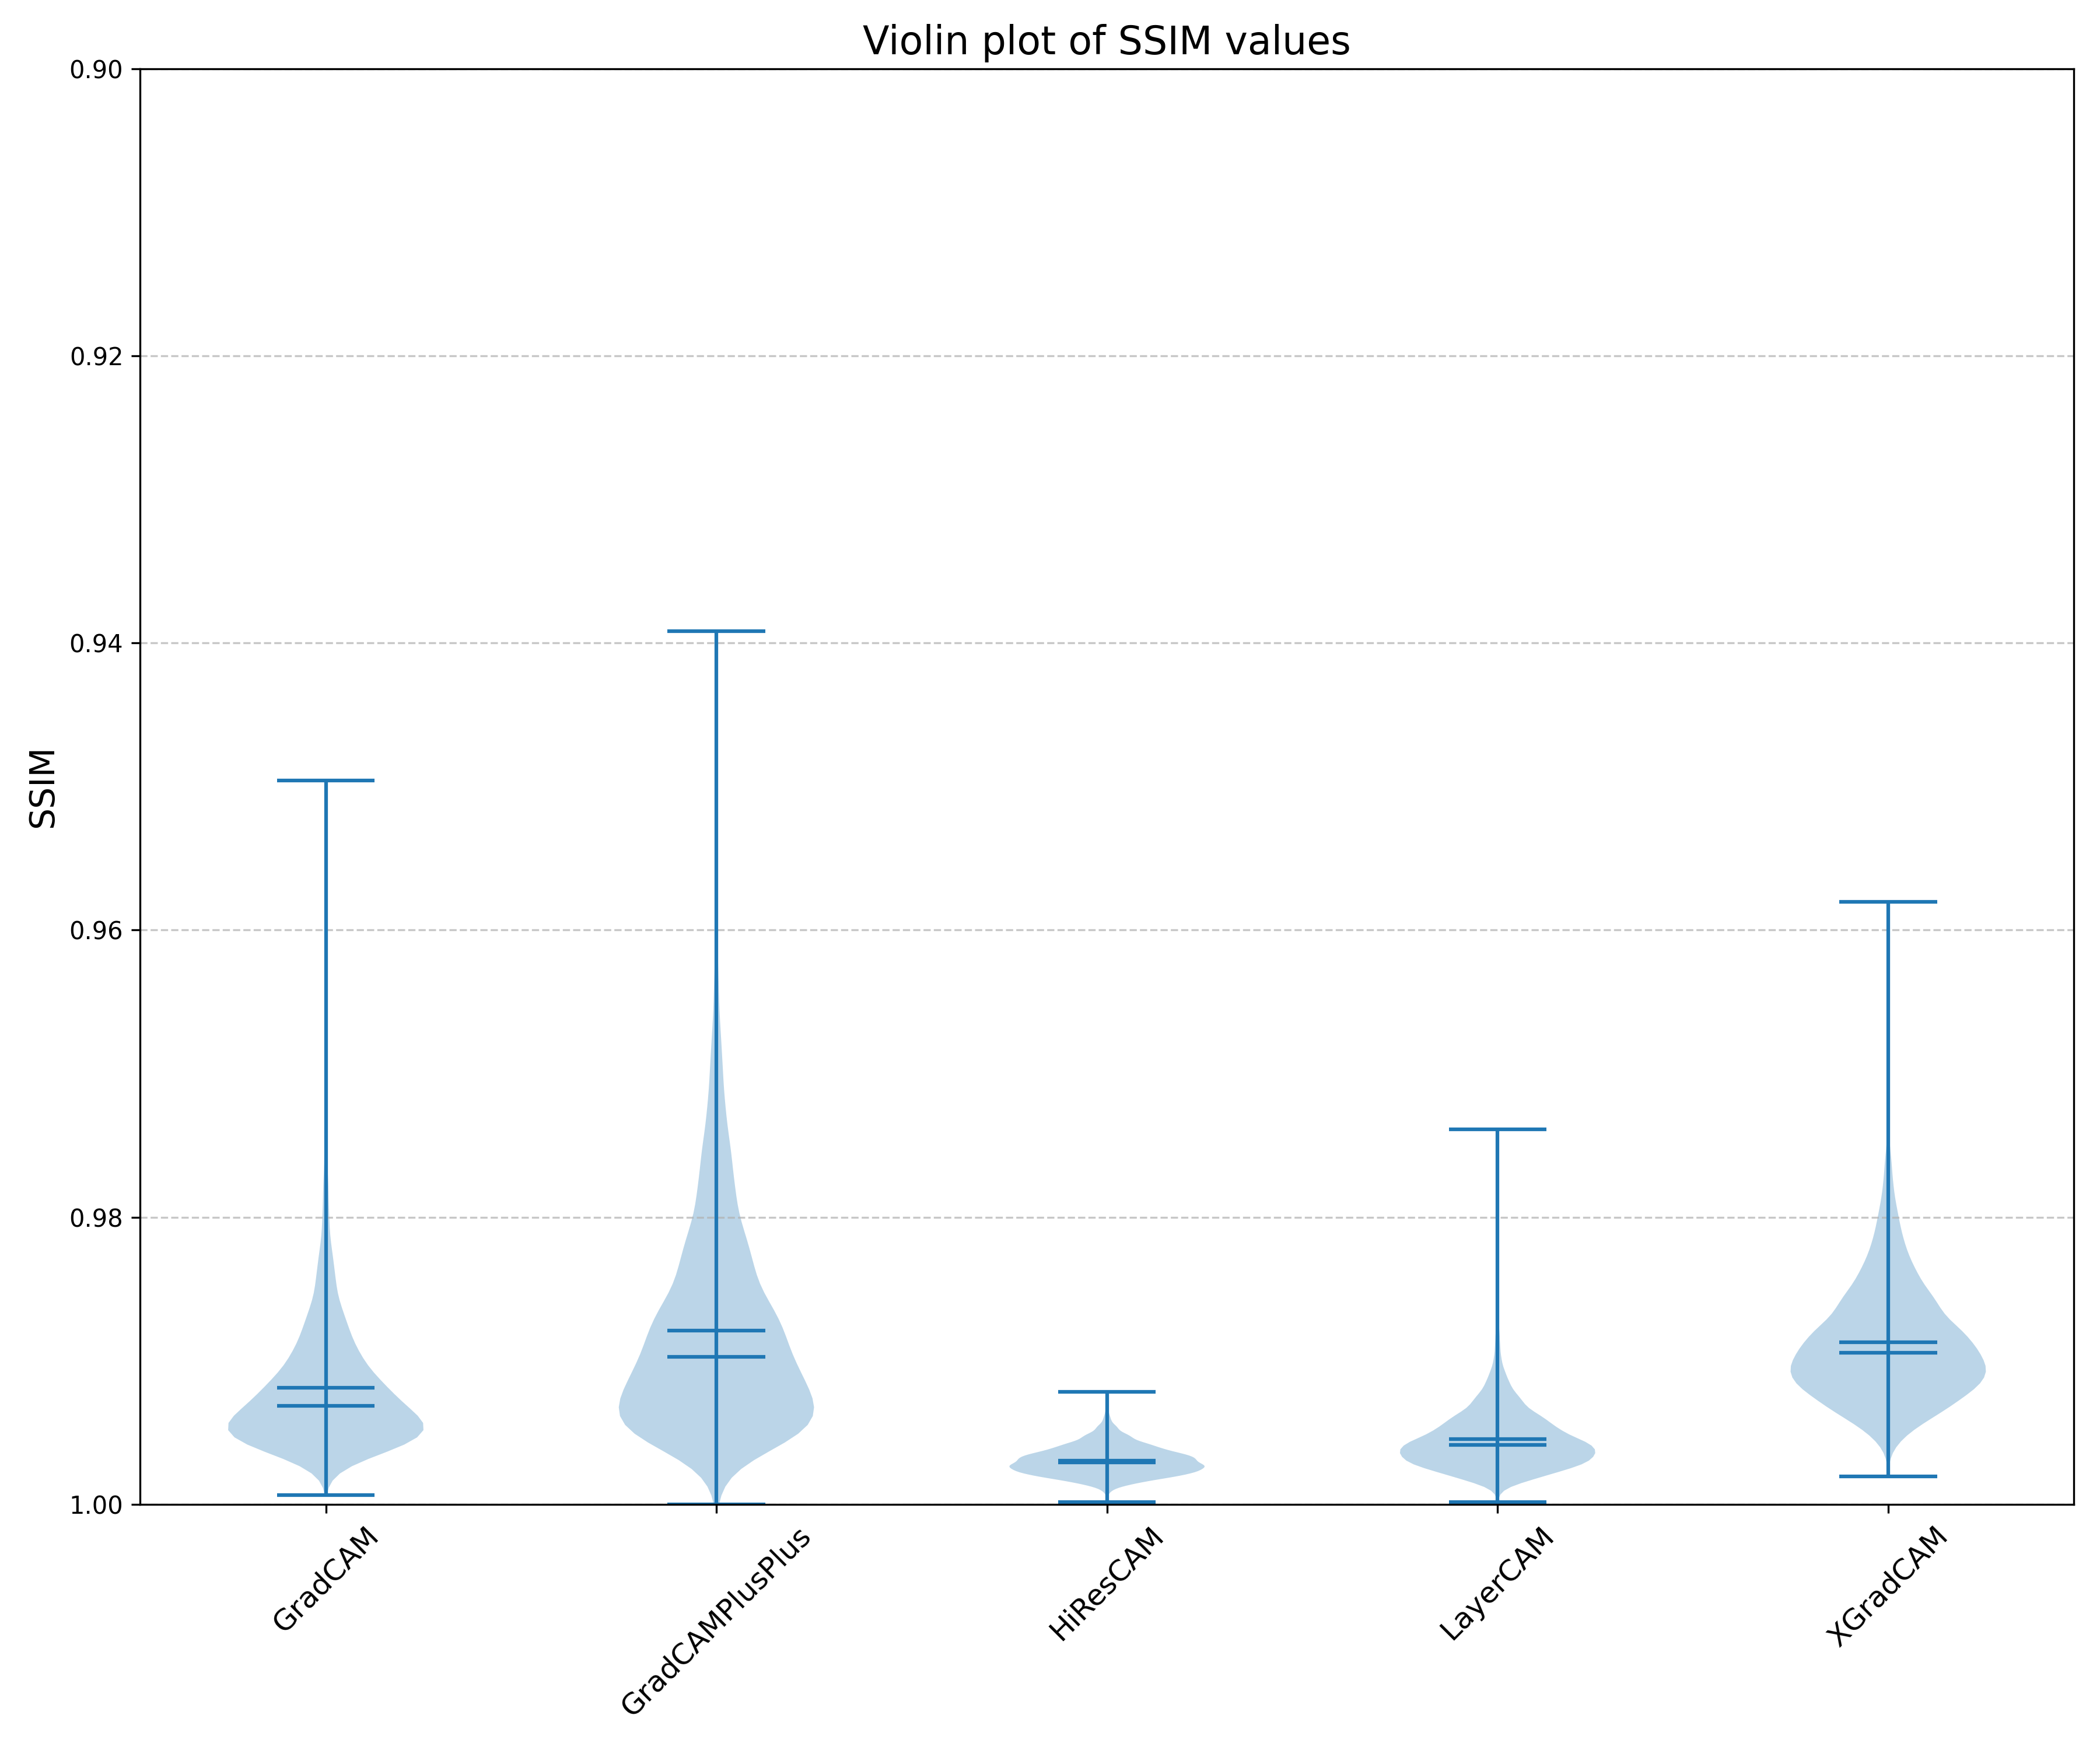 Violin plot of SSIM values
0.90
0.92
0.94
0.96
0.98
1.00
SSIM
GradCAM
GradCAMPlusPlus
HiResCAM
LayerCAM
XGradCAM